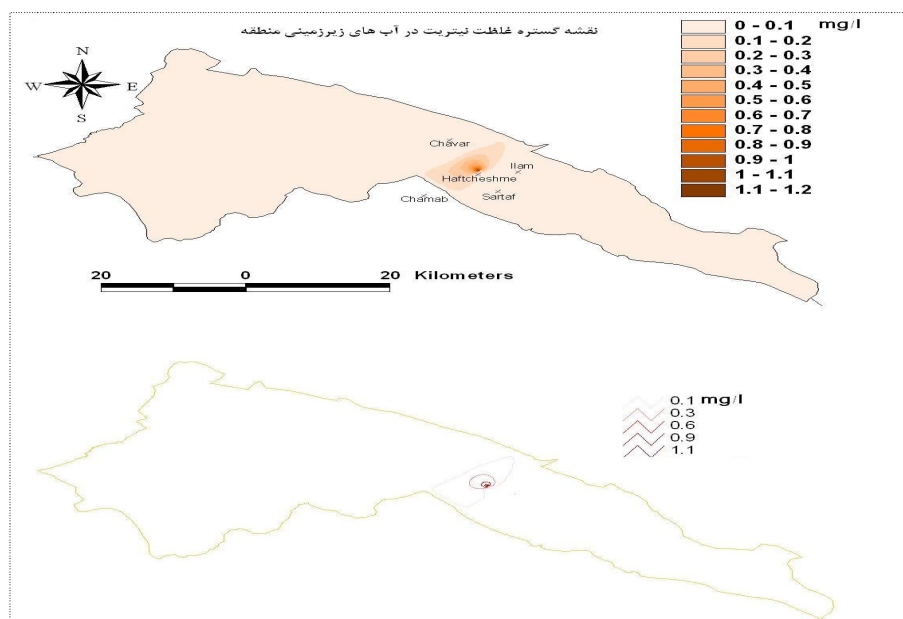 نقشه گستره غلظت نیتریت در آب های زیرزمینی منطقه
0 - 0.1 mg/l
0.1 - 0.2
0.2 - 0.3
0.3 - 0.4
0.4 - 0.5
0.5 - 0.6
0.6 - 0.7
0.7 - 0.8
0.8 - 0.9
0.9 - 1
1 - 1.1
1.1 - 1.2
N
W E
S
Chavar
Ilam
Haftcheshme
Chamab
Sartaf
20 0 20 Kilometers
0.1 mg/l
0.3
0.6
0.9
1.1